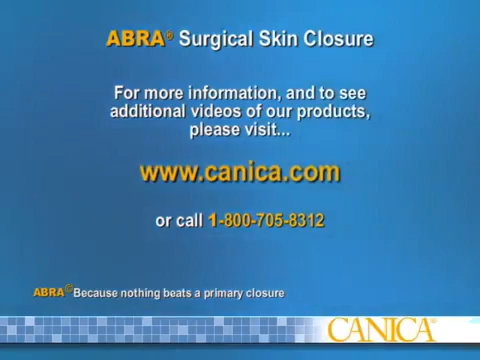 ABRA® Surgical Skin Closure
For more information, and to see
additional videos of our products,
please visit...
www.canica.com
or call 1-800-705-8312
ABRA® Because nothing beats a primary closure
CANICA®